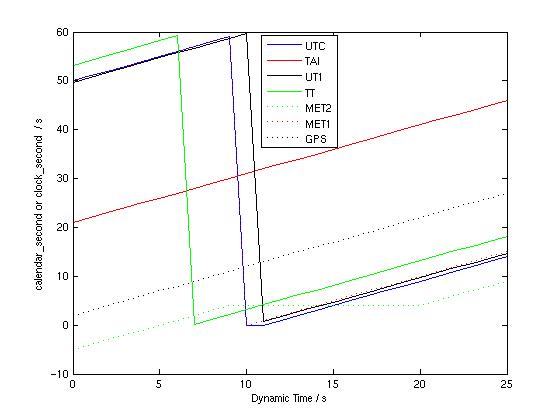 60
50
40
30
20
10
0
−10
calendar_second or clock_second / s
UTC
TAI
UT1
TT
MET2
MET1
GPS
0 5 10 15 20 25
Dynamic Time / s